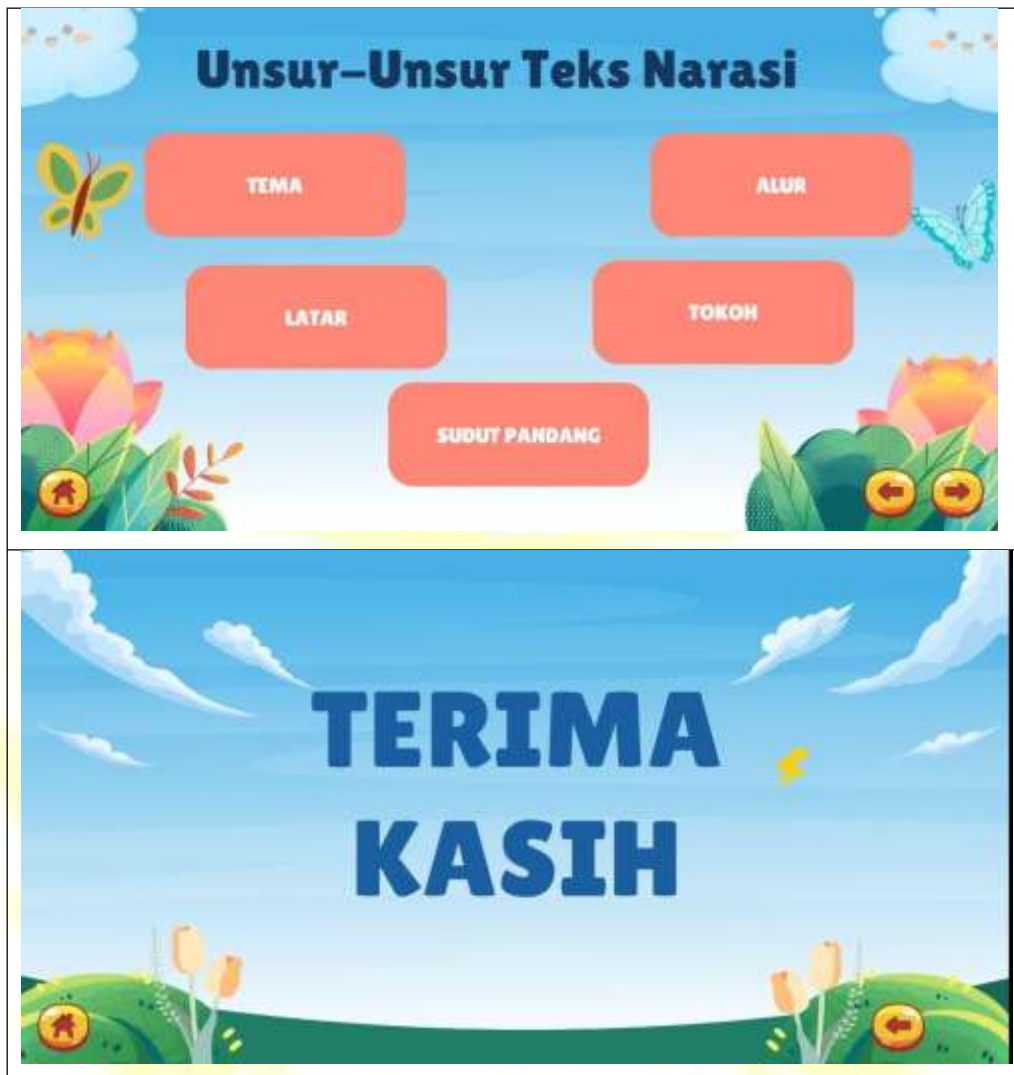 Unsur-Unsur Teks Narasi
TEMA
ALUR
LATAR
TOKOH
SUDUT PANDANG
TERIMA
KASIH